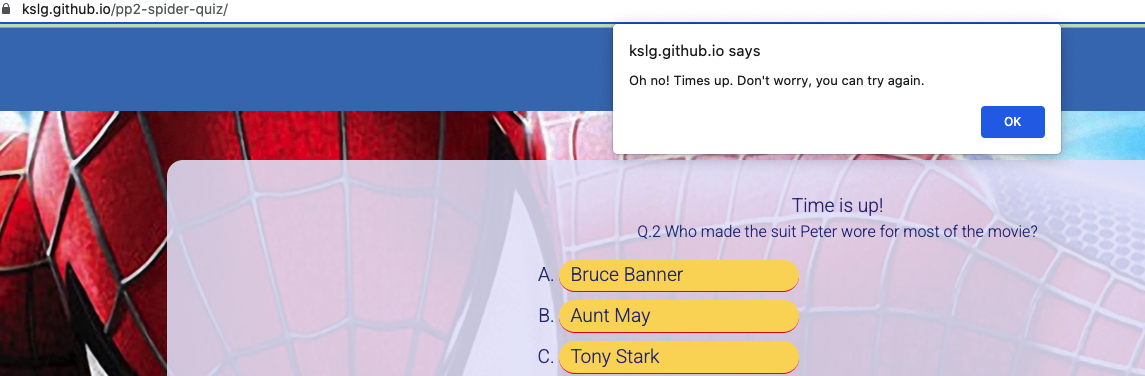 kslg.github.io/pp2-spider-quiz/
kslg.github.io says
Oh no! Times up. Don't worry, you can try again.
OK
Time is up!
Q.2 Who made the suit Peter wore for most of the movie?
A. Bruce Banner
B. Aunt May
C. Tony Stark